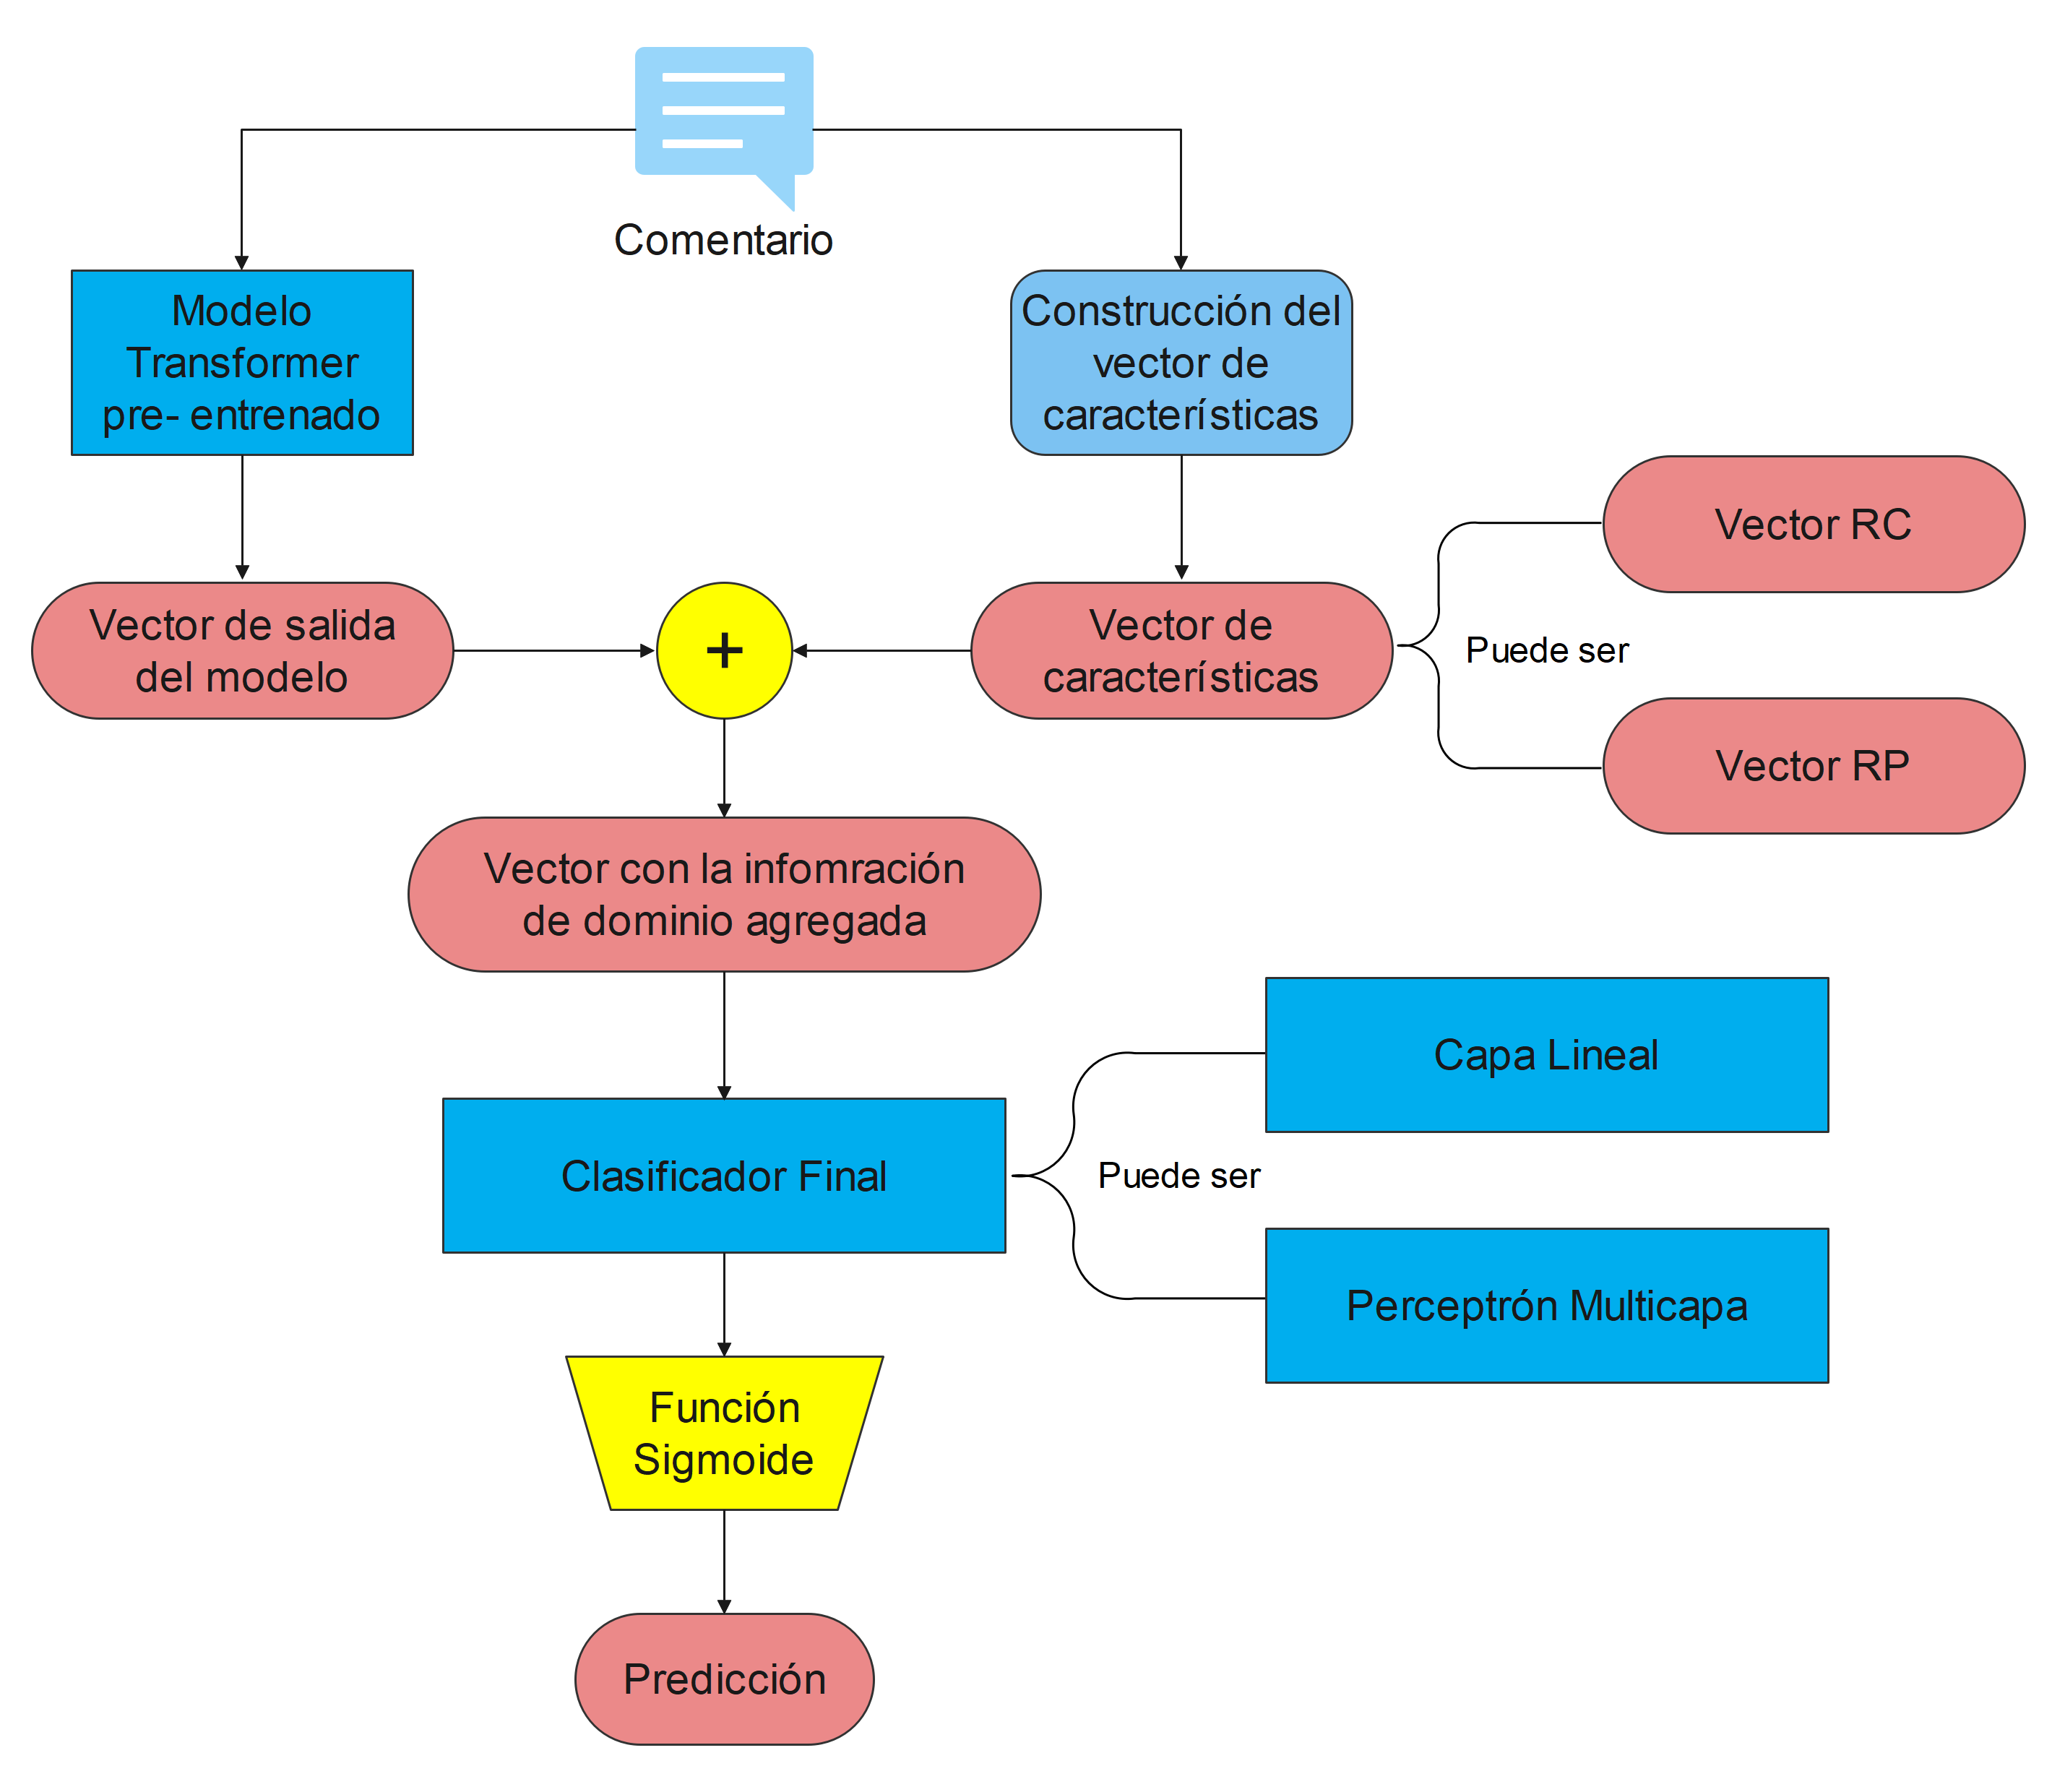 Comentario
Modelo
Transformer
pre- entrenado
Construcción del
vector de
características
Vector de salida
del modelo
+
Vector de
características
Puede ser
Vector RC
Vector RP
Vector con la infomración
de dominio agregada
Clasificador Final
Puede ser
Capa Lineal
Perceptrón Multicapa
Función
Sigmoide
Predicción